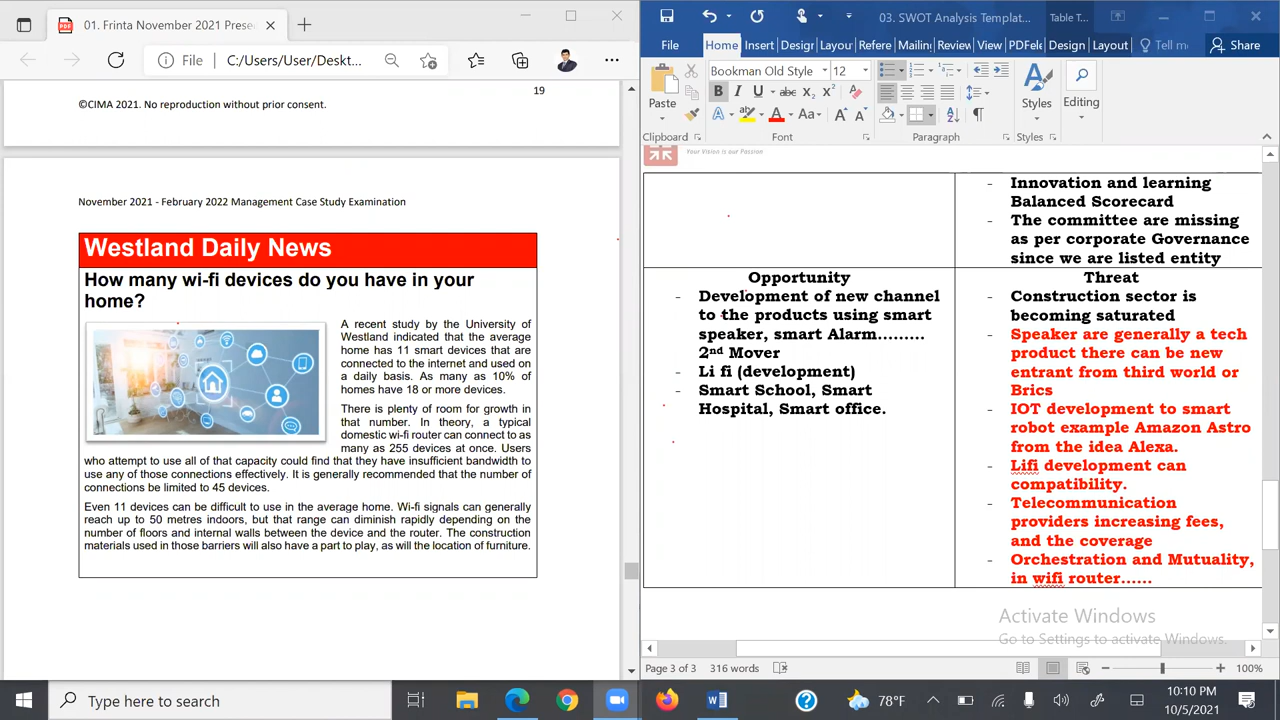 01. Frinta November 2021 Prese
File
C:/Users/User/Deskt...
19
©CIMA 2021. No reproduction without prior consent.
November 2021 - February 2022 Management Case Study Examination
Westland Daily News
How many wi-fi devices do you have in your
home?
A recent study by the University of
Westland indicated that the average
home has 11 smart devices that are
connected to the internet and used on
a daily basis. As many as 10% of
homes have 18 or more devices.
There is plenty of room for growth in
that number. In theory, a typical
domestic wi-fi router can connect to as
many as 255 devices at once. Users
who attempt to use all of that capacity could find that they have insufficient bandwidth to
use any of those connections effectively. It is generally recommended that the number of
connections be limited to 45 devices.
Even 11 devices can be difficult to use in the average home. Wi-fi signals can generally
reach up to 50 metres indoors, but that range can diminish rapidly depending on the
number of floors and internal walls between the device and the router. The construction
materials used in those barriers will also have a part to play, as will the location of furniture.
03. SWOT Analysis Templat...
Table T...
File Home Insert Design Layou Refere Mailin Review View PDFele Design Layout Tell me Share
Bookman Old Style 12
Paste
B I U abc x₂ x²
A A Aa A A
Styles
Editing
Clipboard Font Paragraph Styles
Your Vision is our Passion
- Innovation and learning
Balanced Scorecard
- The committee are missing
as per corporate Governance
since we are listed entity
Opportunity
- Development of new channel
to the products using smart
speaker, smart Alarm.........
2nd Mover
- Li fi (development)
- Smart School, Smart
Hospital, Smart office.
Threat
- Construction sector is
becoming saturated
- Speaker are generally a tech
product there can be new
entrant from third world or
Brics
- IOT development to smart
robot example Amazon Astro
from the idea Alexa.
- Lifi development can
compatibility.
- Telecommunication
providers increasing fees,
and the coverage
- Orchestration and Mutuality,
in wifi router......
Activate Windows
Go to Settings to activate Windows.
Page 3 of 3 316 words
100%
Type here to search
78°F
10:10 PM
10/5/2021